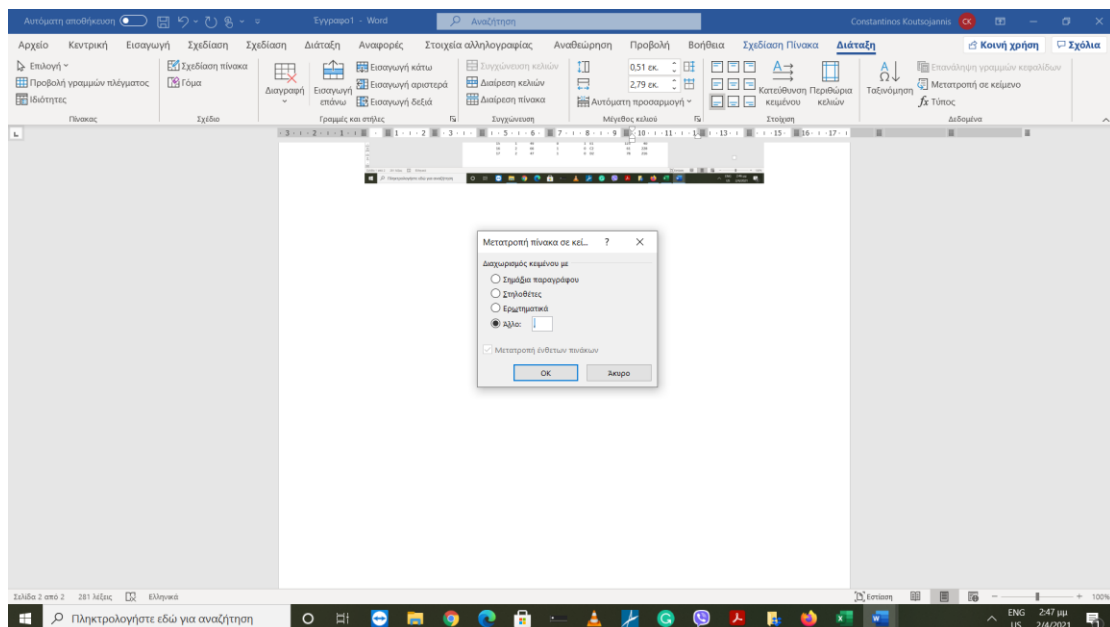 Αυτόματη αποθήκευση Έγγραφο1 - Word Αναζήτηση Constantinos Koutsojannis CK
Αρχείο Κεντρική Εισαγωγή Σχεδίαση Σχεδίαση Διάταξη Αναφορές Στοιχεία αλληλογραφίας Αναθεώρηση Προβολή Βοήθεια Σχεδίαση Πίνακα Διάταξη Κοινή χρήση Σχόλια
Επιλογή
Προβολή γραμμών πλέγματος
Ιδιότητες
Πίνακας
Σχεδίαση πίνακα
Γόμα
Σχέδιο
Διαγραφή
Εισαγωγή επάνω
Εισαγωγή κάτω
Εισαγωγή αριστερά
Εισαγωγή δεξιά
Γραμμές και στήλες
Συγχώνευση κελιών
Διαίρεση κελιών
Διαίρεση πίνακα
Συγχώνευση
0,51 εκ.
2,79 εκ.
Αυτόματη προσαρμογή
Μέγεθος κελιού
Κατεύθυνση κειμένου
Περιθώρια κελιών
Στοίχιση
Ταξινόμηση
Επανάληψη γραμμών κεφαλίδων
Μετατροπή σε κείμενο
fx Τύπος
Δεδομένα
Μετατροπή πίνακα σε κεί... ?
Διαχωρισμός κειμένου με
Σημάδια παραγράφου
Στηλοθέτες
Ερωτηματικά
Άλλο:
Μετατροπή ένθετων πινάκων
OK Άκυρο
Σελίδα 2 από 2 281 λέξεις Ελληνικά Εστίαση 100%
Πληκτρολογήστε εδώ για αναζήτηση
ENG 2:47 μμ
US 2/4/2021